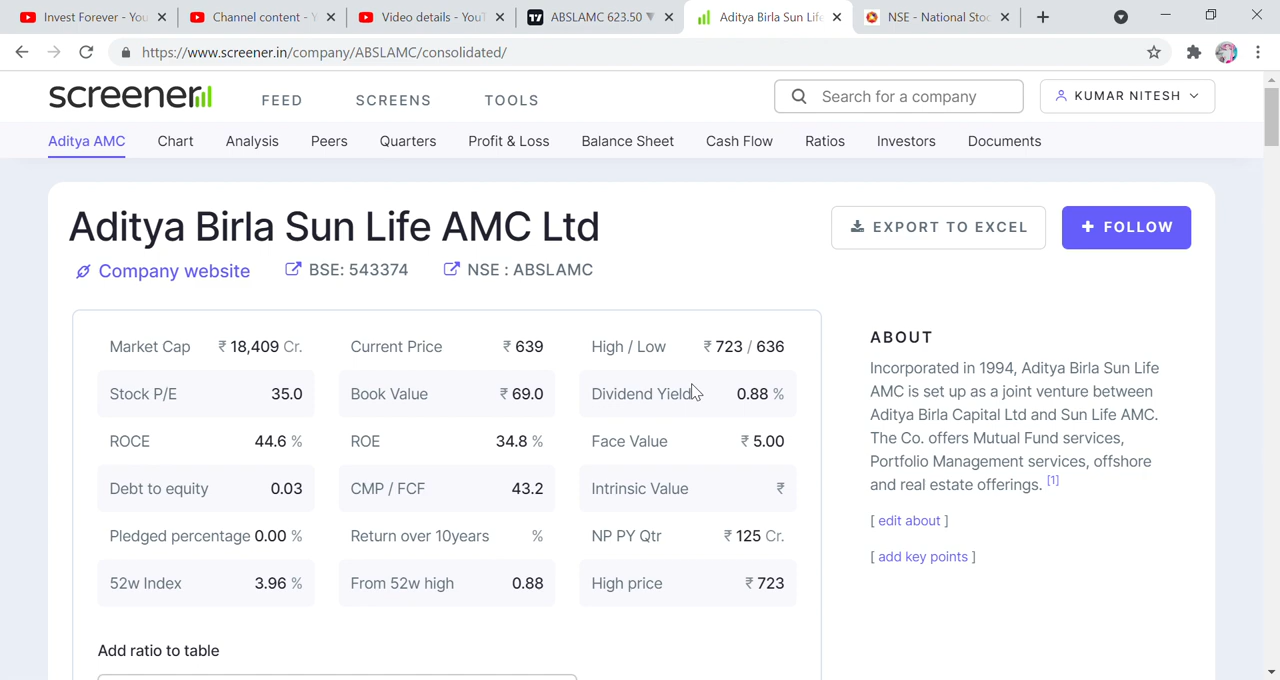 Invest Forever - You
Channel content - Y
Video details - YouT
ABSLAMC 623.50 ▼
Aditya Birla Sun Life
NSE - National Stoc
https://www.screener.in/company/ABSLAMC/consolidated/
screener
FEED
SCREENS
TOOLS
Search for a company
KUMAR NITESH
Aditya AMC
Chart
Analysis
Peers
Quarters
Profit & Loss
Balance Sheet
Cash Flow
Ratios
Investors
Documents
Aditya Birla Sun Life AMC Ltd
EXPORT TO EXCEL
FOLLOW
Company website
BSE: 543374
NSE : ABSLAMC
Market Cap ₹ 18,409 Cr.
Current Price ₹ 639
High / Low ₹ 723 / 636
Stock P/E 35.0
Book Value ₹ 69.0
Dividend Yield 0.88 %
ROCE 44.6 %
ROE 34.8 %
Face Value ₹ 5.00
Debt to equity 0.03
CMP / FCF 43.2
Intrinsic Value ₹
Pledged percentage 0.00 %
Return over 10years %
NP PY Qtr ₹ 125 Cr.
52w Index 3.96 %
From 52w high 0.88
High price ₹ 723
Add ratio to table
ABOUT
Incorporated in 1994, Aditya Birla Sun Life
AMC is set up as a joint venture between
Aditya Birla Capital Ltd and Sun Life AMC.
The Co. offers Mutual Fund services,
Portfolio Management services, offshore
and real estate offerings. [1]
[ edit about ]
[ add key points ]